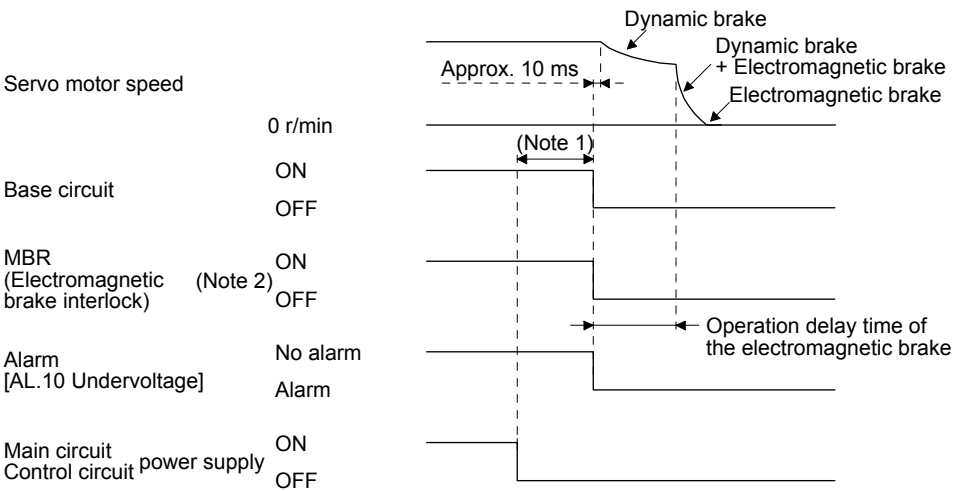 Dynamic brake
Dynamic brake
+ Electromagnetic brake
Approx. 10 ms
Servo motor speed
Electromagnetic brake
0 r/min
(Note 1)
ON
Base circuit
OFF
MBR
(Electromagnetic
brake interlock)
(Note 2)
ON
OFF
Operation delay time of
the electromagnetic brake
No alarm
Alarm
[AL.10 Undervoltage]
Alarm
ON
Main circuit
Control circuit
power supply
OFF